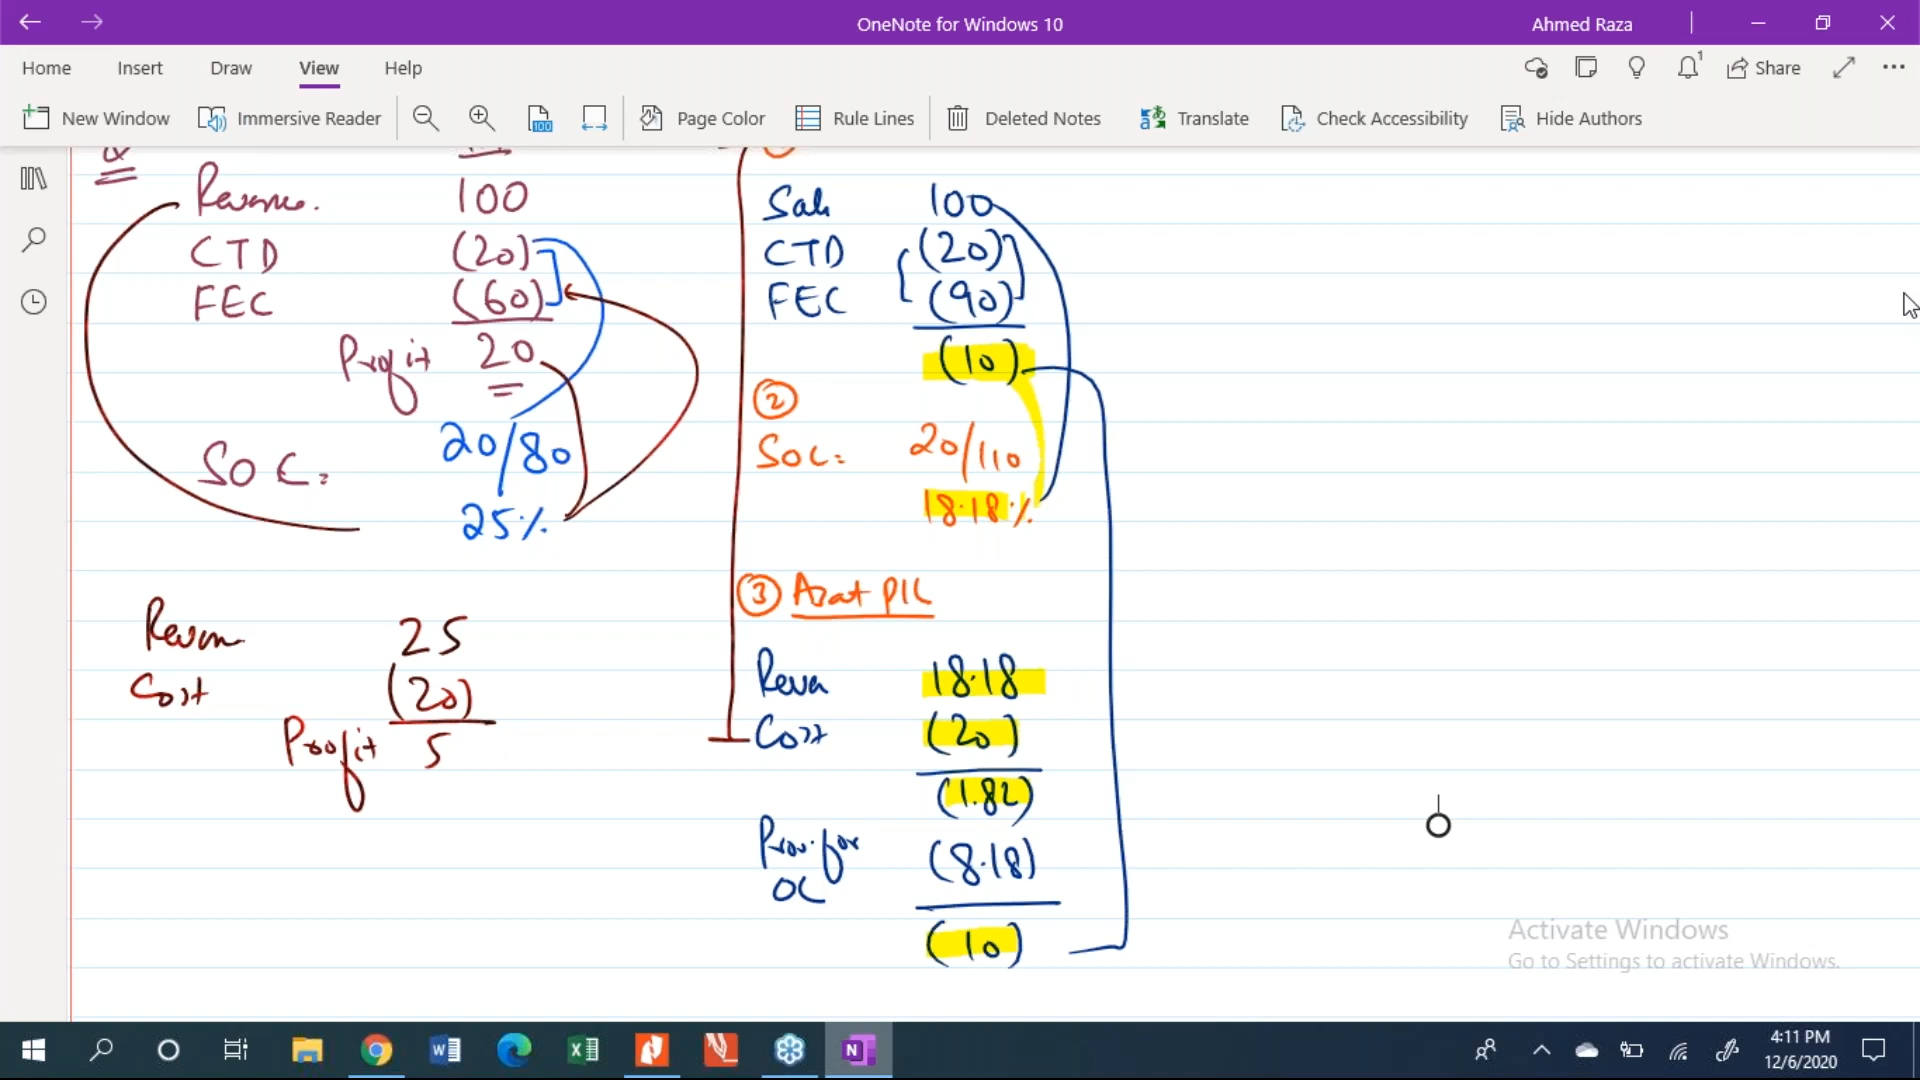 OneNote for Windows 10
Ahmed Raza
Home Insert Draw View Help
1
Share
New Window Immersive Reader 100 Page Color Rule Lines Deleted Notes Translate Check Accessibility Hide Authors
Revenue. 100
CTD (20)
FEC (60)
Profit 20
SOC: 20/80
25%
Reven 25
Cost (20)
Profit 5
Sale 100
CTD (20)
FEC (90)
(10)
②
SOC: 20/110
18.18%
③
Reven 18.18
Cost (20)
(1.82)
Prov. for (8.18)
OC
(10)
Activate Windows
Go to Settings to activate Windows.
4:11 PM
12/6/2020